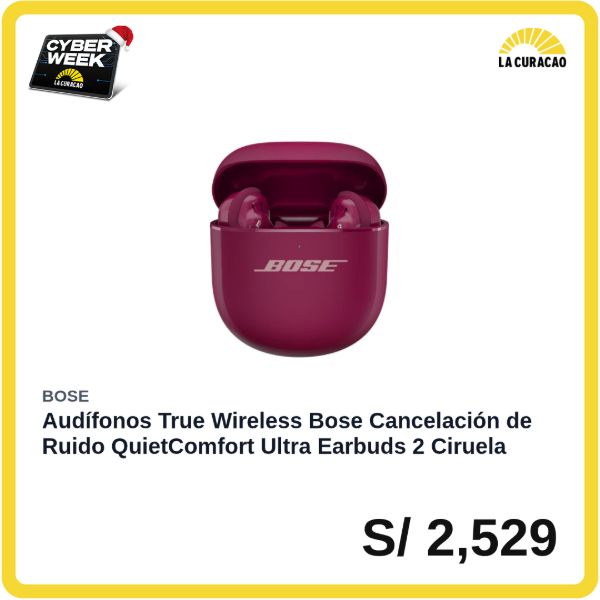 CYBER
WEEK
LA CURACAO
LA CURACAO
BOSE
BOSE
Audífonos True Wireless Bose Cancelación de
Ruido QuietComfort Ultra Earbuds 2 Ciruela
S/ 2,529